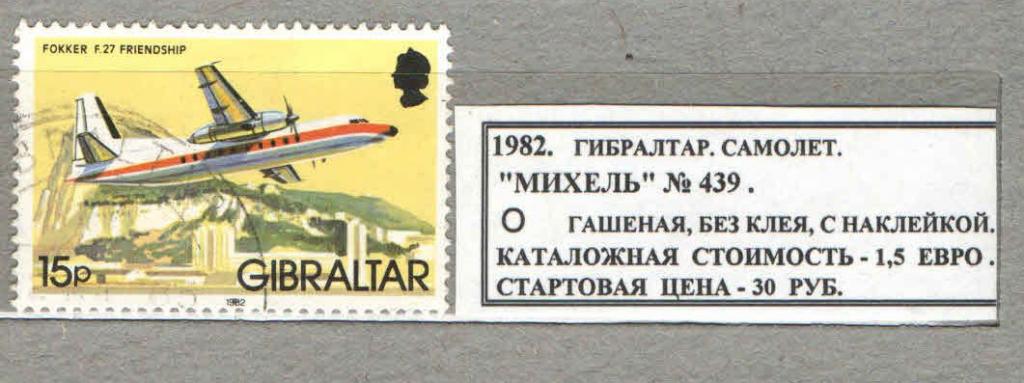 FOKKER F.27 FRIENDSHIP
15p GIBRALTAR
1982
1982. ГИБРАЛТАР. САМОЛЕТ.
"МИХЕЛЬ" № 439.
О ГАШЕНАЯ, БЕЗ КЛЕЯ, С НАКЛЕЙКОЙ.
КАТАЛОЖНАЯ СТОИМОСТЬ - 1,5 ЕВРО.
СТАРТОВАЯ ЦЕНА - 30 РУБ.